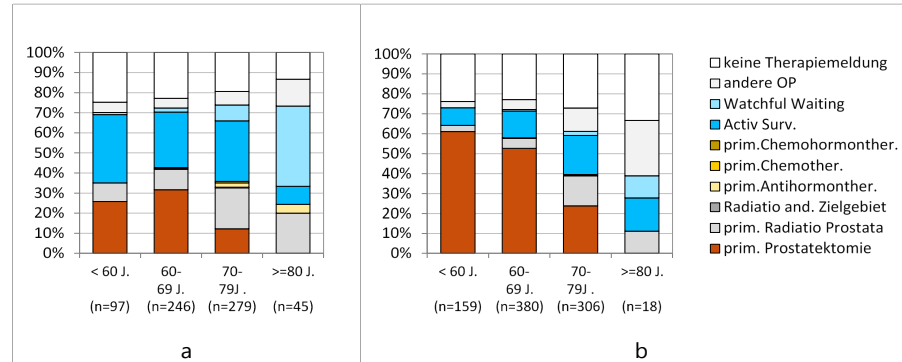 100%
90%
80%
70%
60%
50%
40%
30%
20%
10%
0%
< 60 J.
60-
69 J.
70-
79J .
>=80 J.
(n=97)
(n=246)
(n=279)
(n=45)
a
100%
90%
80%
70%
60%
50%
40%
30%
20%
10%
0%
< 60 J.
60-
69 J.
70-
79J .
>=80 J.
(n=159)
(n=380)
(n=306)
(n=18)
b
keine Therapiemeldung
andere OP
Watchful Waiting
Activ Surv.
prim.Chemohormonther.
prim.Chemother.
prim.Antihormonther.
Radiatio and. Zielgebiet
prim. Radiatio Prostata
prim. Prostatektomie